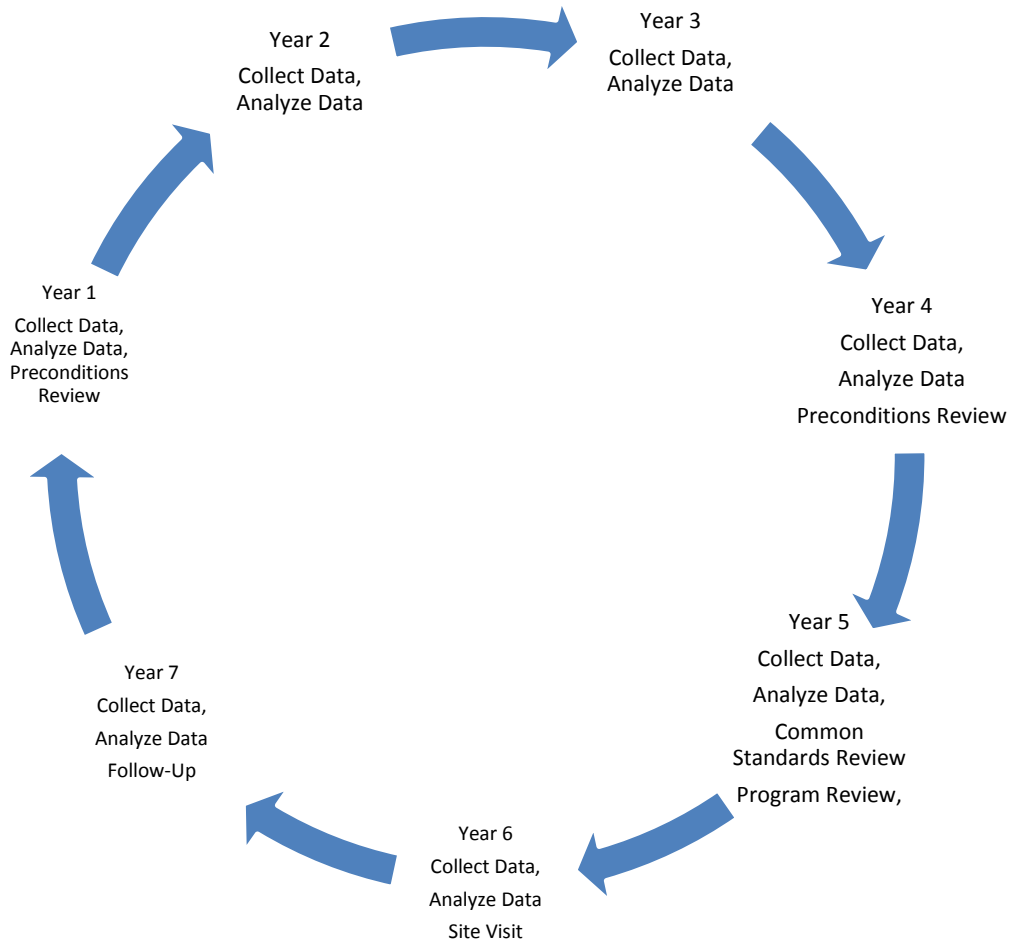 Year 1
Collect Data,
Analyze Data,
Preconditions
Review
Year 2
Collect Data,
Analyze Data
Year 3
Collect Data,
Analyze Data
Year 4
Collect Data,
Analyze Data
Preconditions Review
Year 5
Collect Data,
Analyze Data,
Common
Standards Review
Program Review,
Year 6
Collect Data,
Analyze Data
Site Visit
Year 7
Collect Data,
Analyze Data
Follow-Up